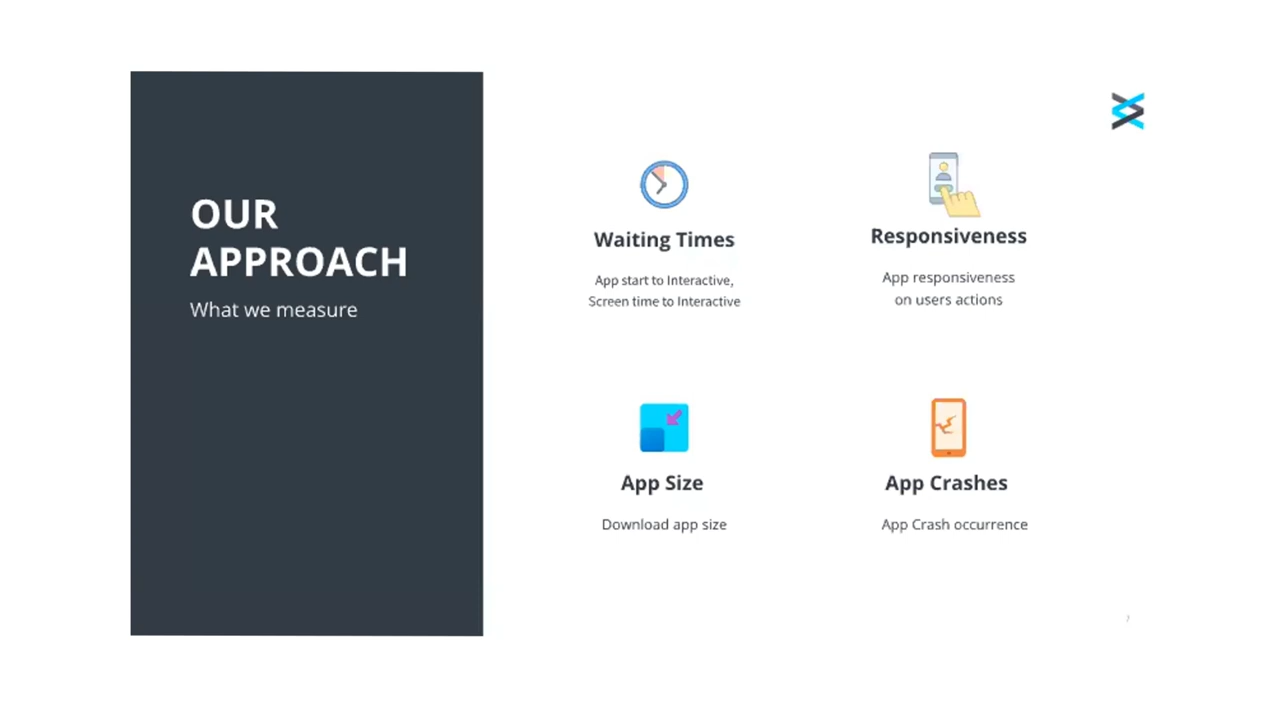 OUR
APPROACH
What we measure
Waiting Times
App start to Interactive,
Screen time to Interactive
Responsiveness
App responsiveness
on users actions
App Size
Download app size
App Crashes
App Crash occurrence
7